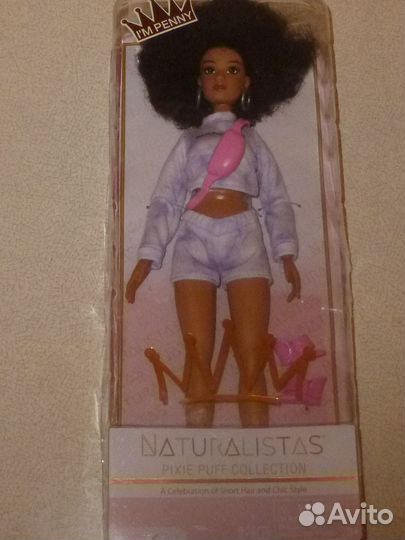 I'M PENNY
NATURALISTAS
PIXIE PUFF COLLECTION
A Celebration of Short Hair and Chic Style
Avito